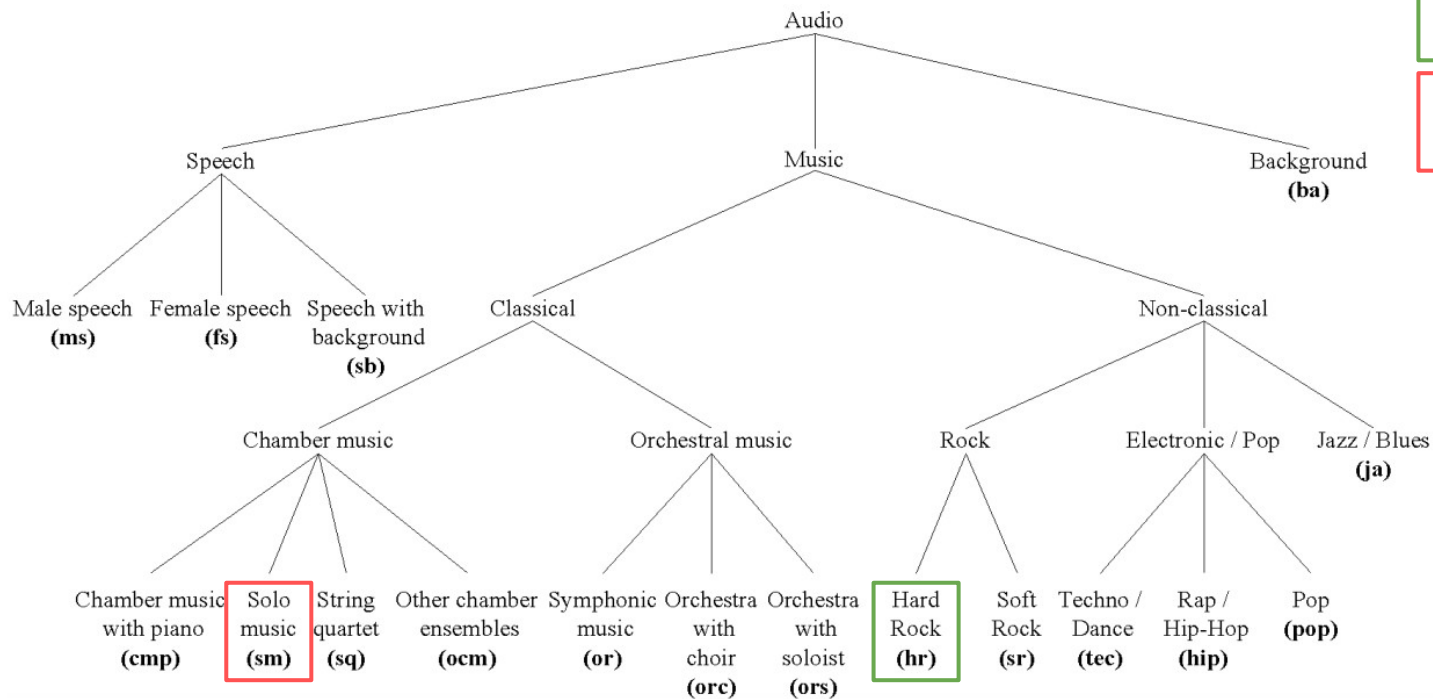 Audio
Speech
Music
Background
(ba)
Male speech
(ms)
Female speech
(fs)
Speech with
background
(sb)
Classical
Non-classical
Chamber music
Orchestral music
Rock
Electronic / Pop
Jazz / Blues
(ja)
Chamber music
with piano
(cmp)
Solo
music
(sm)
String
quartet
(sq)
Other chamber
ensembles
(ocm)
Symphonic
music
(or)
Orchestra
with
choir
(orc)
Orchestra
with
soloist
(ors)
Hard
Rock
(hr)
Soft
Rock
(sr)
Techno /
Dance
(tec)
Rap /
Hip-Hop
(hip)
Pop
(pop)